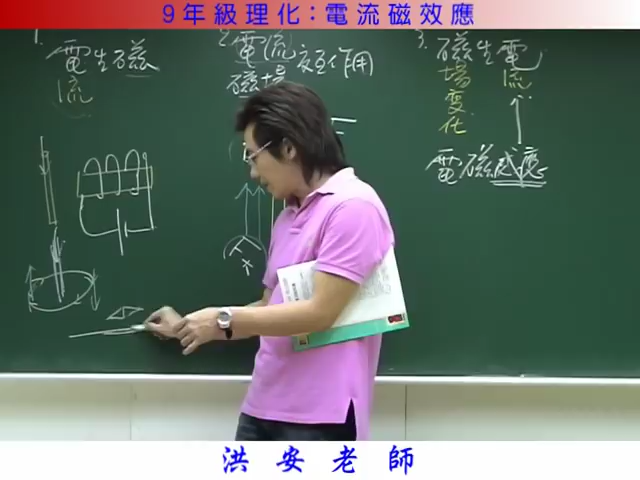 9年級理化:電流磁效應
1.
電生磁
流
2.
電流
磁場
交互作用
3.
磁生電
場
變
化
流
電磁感應
洪安老師